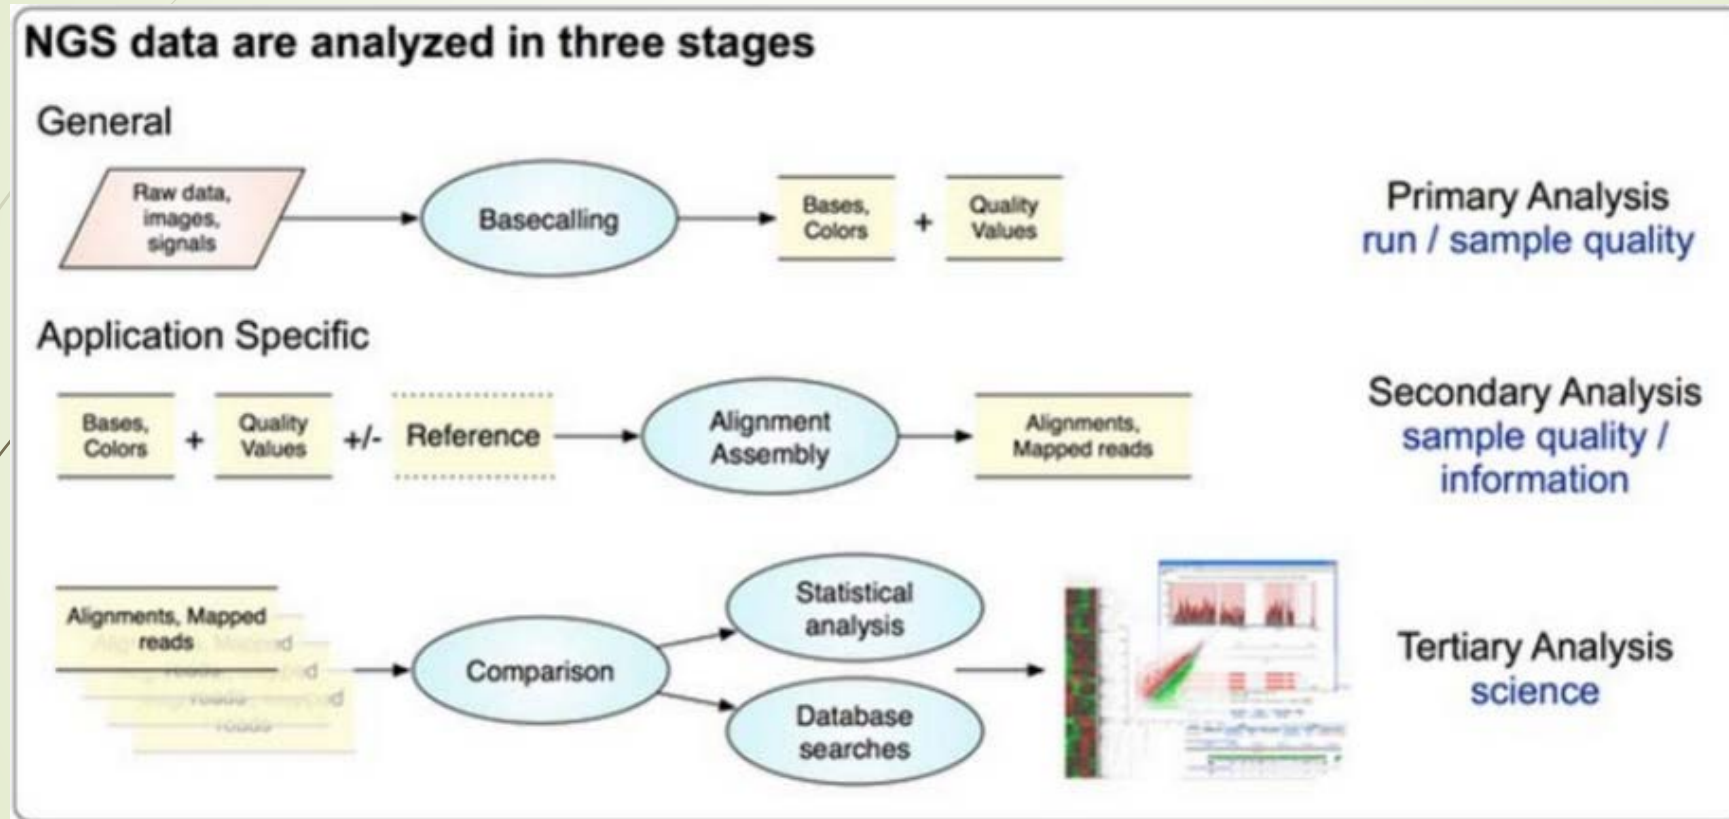 NGS data are analyzed in three stages
General
Raw data,
images,
signals
Basecalling
Bases,
Colors
+
Quality
Values
Primary Analysis
run / sample quality
Application Specific
Bases,
Colors
+
Quality
Values
+/-
Reference
Alignment
Assembly
Alignments,
Mapped reads
Secondary Analysis
sample quality /
information
Alignments, Mapped
reads
Comparison
Statistical
analysis
Database
searches
Tertiary Analysis
science